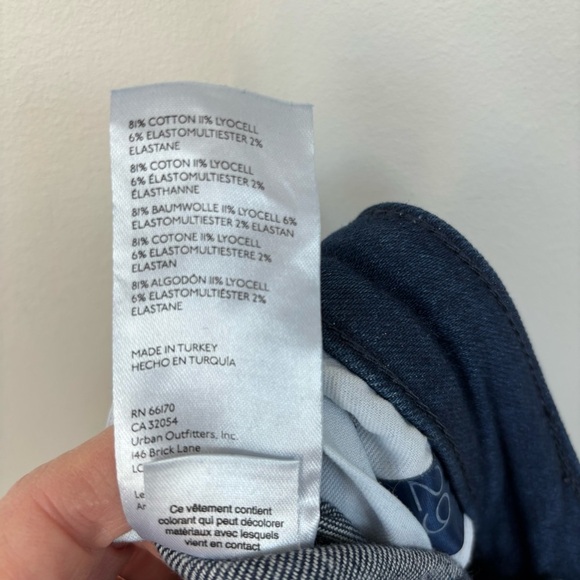 81% COTTON 11% LYOCELL
6% ELASTOMULTIESTER 2%
ELASTANE
81% COTON 11% LYOCELL
6% ÉLASTOMULTIESTER 2%
ÉLASTHANNE
81% BAUMWOLLE 11% LYOCELL 6%
ELASTOMULTIESTER 2% ELASTAN
81% COTONE 11% LYOCELL
6% ELASTOMULTIESTERE 2%
ELASTAN
81% ALGODÓN 11% LYOCELL
6% ELASTOMULTIÉSTER 2%
ELASTANE
MADE IN TURKEY
HECHO EN TURQUÍA
RN 66170
CA 32054
Urban Outfitters, Inc.
146 Brick Lane
Ce vêtement contient
colorant qui peut décolorer
matériaux avec lesquels
vient en contact
29